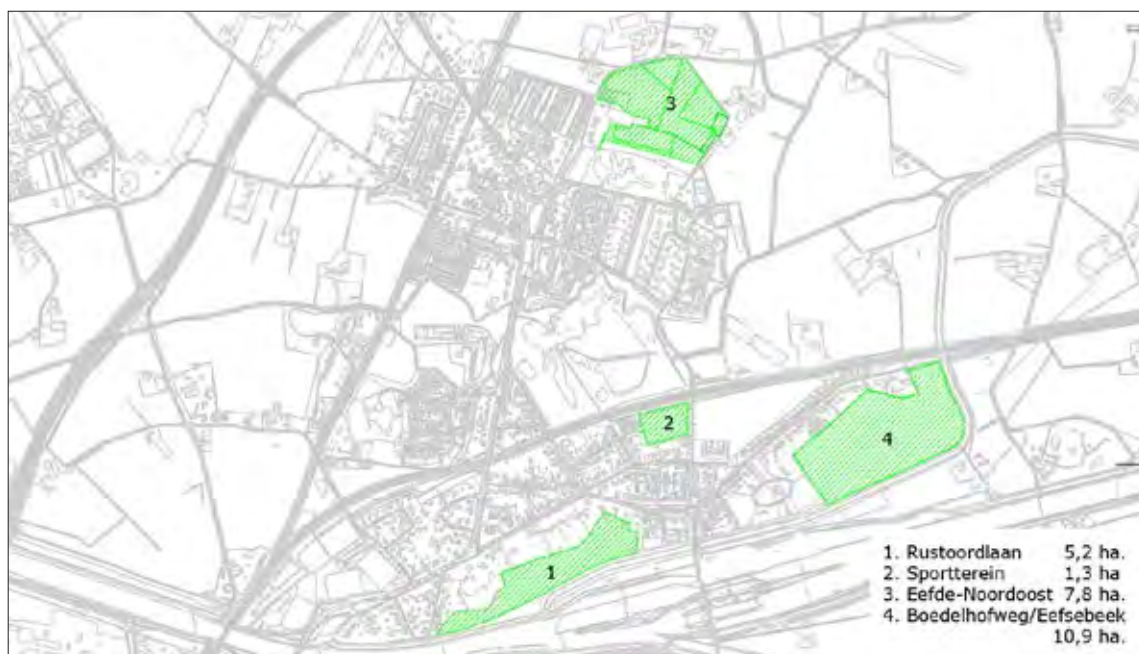 3
2
4
1
1. Rustoordlaan 5,2 ha.
2. Sportterein 1,3 ha
3. Eefde-Noordoost 7,8 ha.
4. Boedelhofweg/Eefsebeek
10,9 ha.